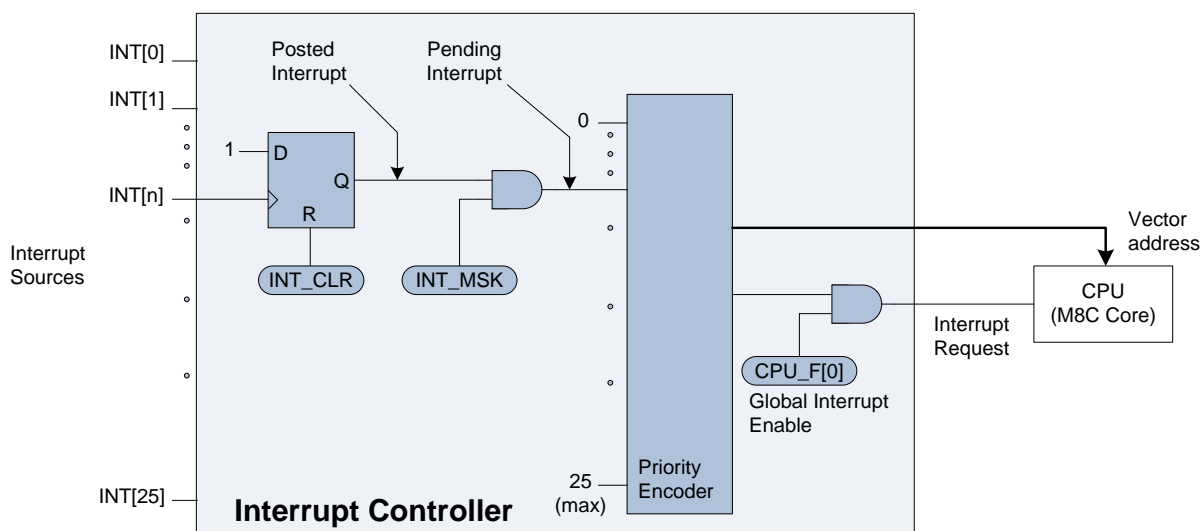 INT[0]
INT[1]
INT[n]
Interrupt
Sources
INT[25]
Posted
Interrupt
Pending
Interrupt
1
D
Q
R
INT_CLR
INT_MSK
0
25
(max)
Priority
Encoder
CPU_F[0]
Global Interrupt
Enable
Interrupt
Request
Vector
address
CPU
(M8C Core)
Interrupt Controller